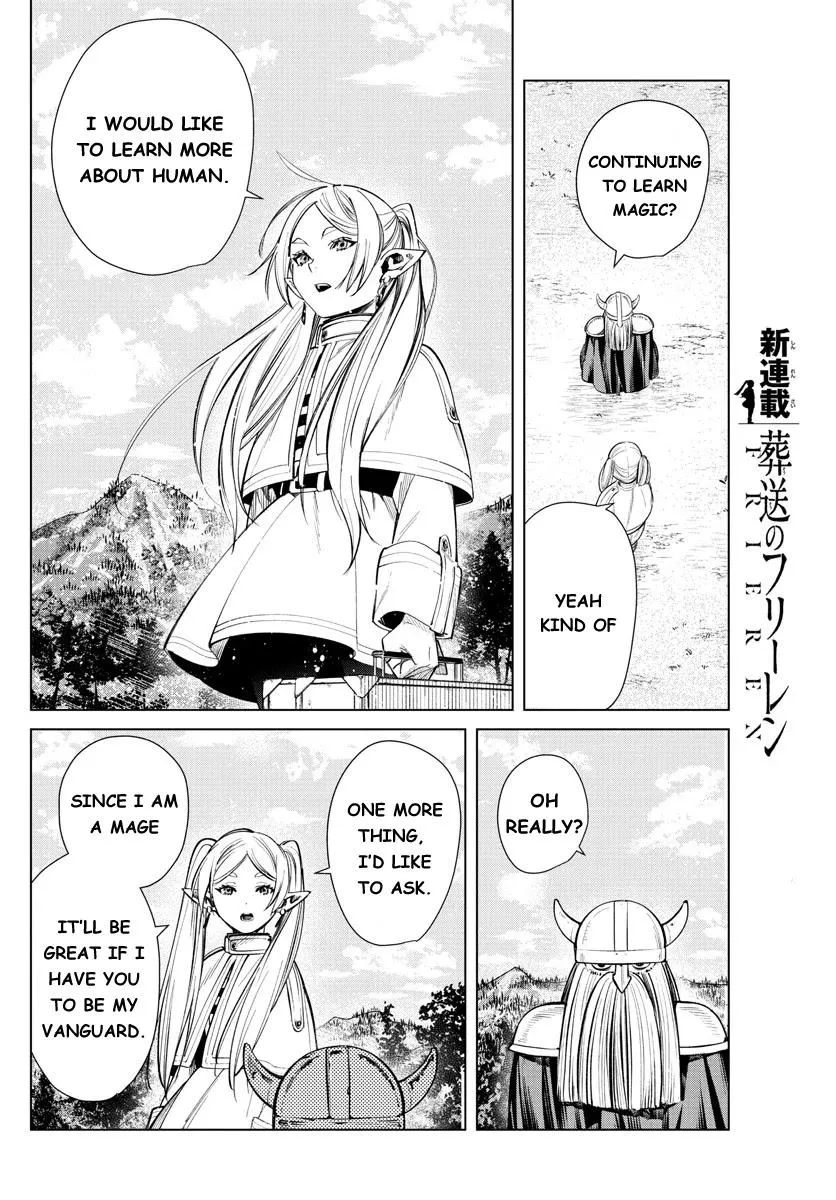 CONTINUING
TO LEARN
MAGIC?
YEAH
KIND OF
I WOULD LIKE
TO LEARN MORE
ABOUT HUMAN.
OH
REALLY?
ONE MORE
THING,
I'D LIKE
TO ASK.
SINCE I AM
A MAGE
IT'LL BE
GREAT IF I
HAVE YOU
TO BE MY
VANGUARD.
新連載
葬送のフリーレン
FRIEREN